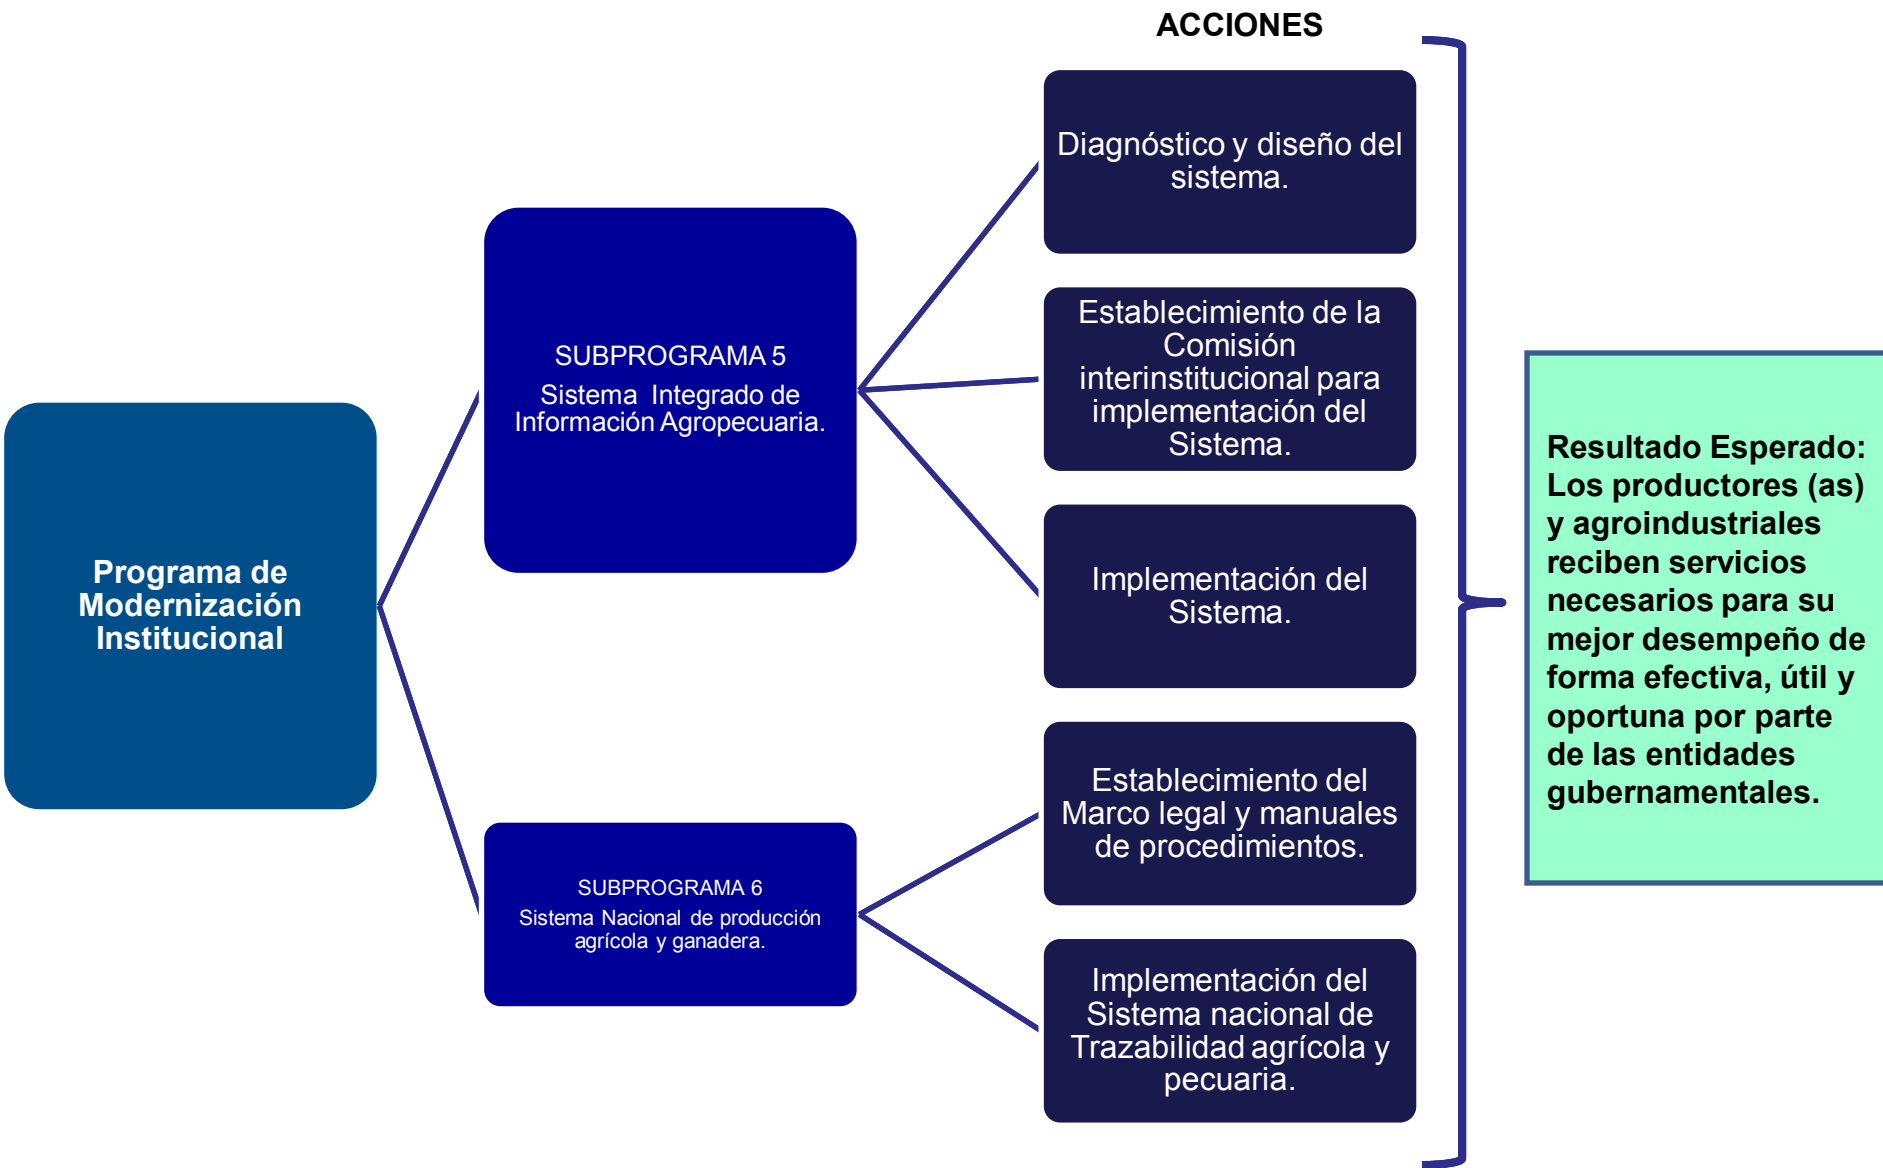 ACCIONES
Programa de
Modernización
Institucional
SUBPROGRAMA 5
Sistema Integrado de
Información Agropecuaria.
SUBPROGRAMA 6
Sistema Nacional de producción
agrícola y ganadera.
Diagnóstico y diseño del
sistema.
Establecimiento de la
Comisión
interinstitucional para
implementación del
Sistema.
Implementación del
Sistema.
Establecimiento del
Marco legal y manuales
de procedimientos.
Implementación del
Sistema nacional de
Trazabilidad agrícola y
pecuaria.
Resultado Esperado:
Los productores (as)
y agroindustriales
reciben servicios
necesarios para su
mejor desempeño de
forma efectiva, útil y
oportuna por parte
de las entidades
gubernamentales.